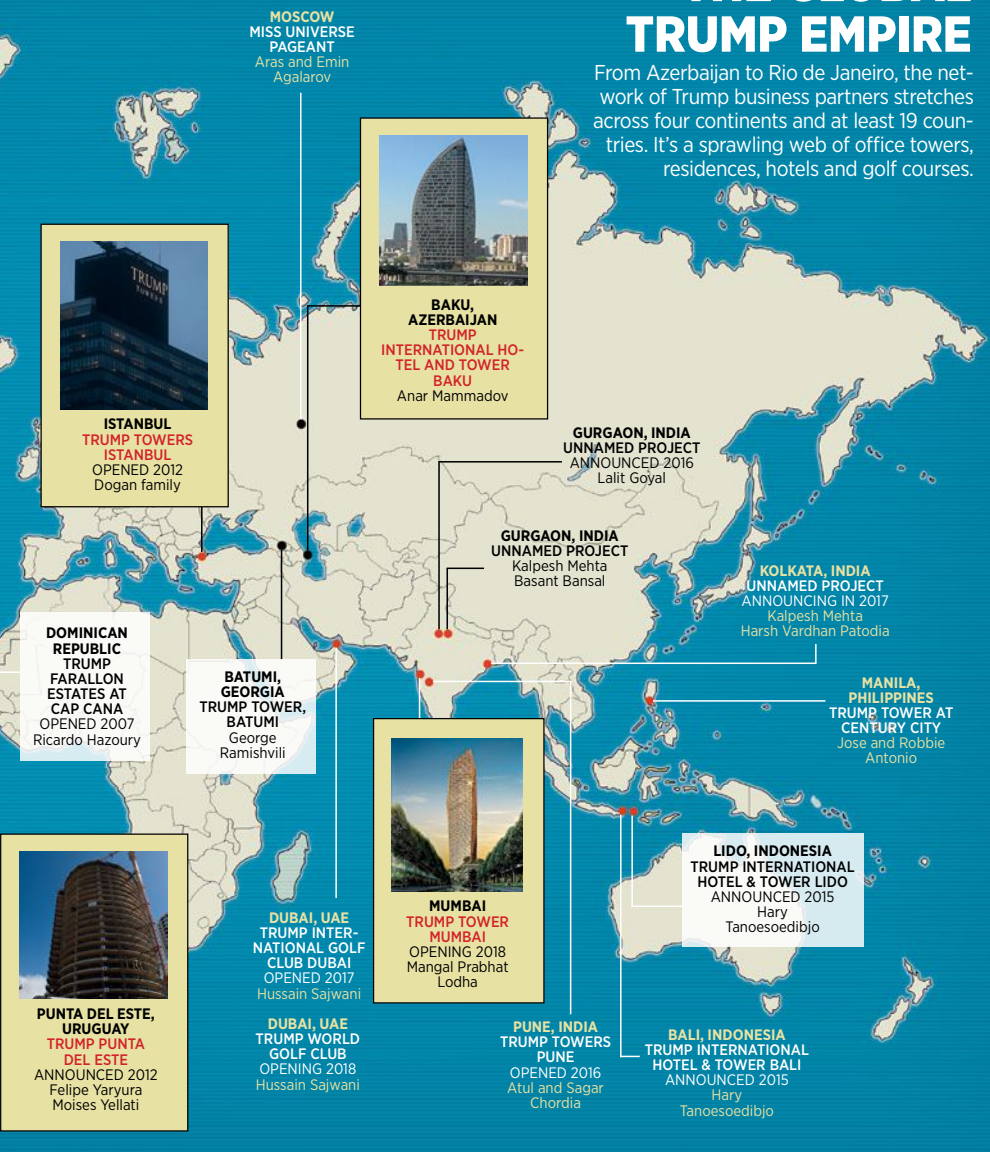 THE GLOBAL
TRUMP EMPIRE
From Azerbaijan to Rio de Janeiro, the net-
work of Trump business partners stretches
across four continents and at least 19 coun-
tries. It's a sprawling web of office towers,
residences, hotels and golf courses.
MOSCOW
MISS UNIVERSE
PAGEANT
Aras and Emin
Agalarov
BAKU,
AZERBAIJAN
TRUMP
INTERNATIONAL HO-
TEL AND TOWER
BAKU
Anar Mammadov
TRUMP
TOWERS
ISTANBUL
TRUMP TOWERS
ISTANBUL
OPENED 2012
Dogan family
GURGAON, INDIA
UNNAMED PROJECT
ANNOUNCED 2016
Lalit Goyal
GURGAON, INDIA
UNNAMED PROJECT
Kalpesh Mehta
Basant Bansal
KOLKATA, INDIA
UNNAMED PROJECT
ANNOUNCING IN 2017
Kalpesh Mehta
Harsh Vardhan Patodia
DOMINICAN
REPUBLIC
TRUMP
FARALLON
ESTATES AT
CAP CANA
OPENED 2007
Ricardo Hazoury
BATUMI,
GEORGIA
TRUMP TOWER,
BATUMI
George
Ramishvili
MANILA,
PHILIPPINES
TRUMP TOWER AT
CENTURY CITY
Jose and Robbie
Antonio
LIDO, INDONESIA
TRUMP INTERNATIONAL
HOTEL & TOWER LIDO
ANNOUNCED 2015
Hary
Tanoesoedibjo
MUMBAI
TRUMP TOWER
MUMBAI
OPENING 2018
Mangal Prabhat
Lodha
DUBAI, UAE
TRUMP INTER-
NATIONAL GOLF
CLUB DUBAI
OPENED 2017
Hussain Sajwani
DUBAI, UAE
TRUMP WORLD
GOLF CLUB
OPENING 2018
Hussain Sajwani
PUNTA DEL ESTE,
URUGUAY
TRUMP PUNTA
DEL ESTE
ANNOUNCED 2012
Felipe Yaryura
Moises Yellati
PUNE, INDIA
TRUMP TOWERS
PUNE
OPENED 2016
Atul and Sagar
Chordia
BALI, INDONESIA
TRUMP INTERNATIONAL
HOTEL & TOWER BALI
ANNOUNCED 2015
Hary
Tanoesoedibjo